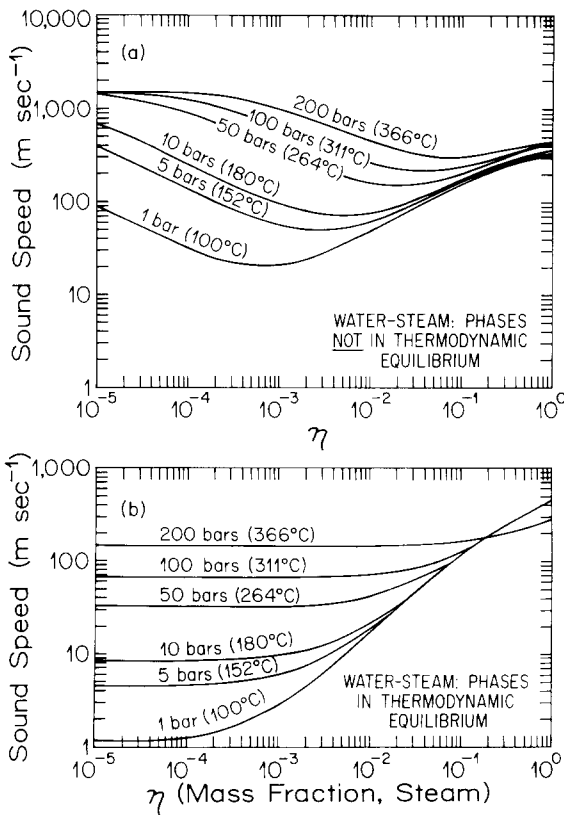 (a)
Sound Speed (m sec⁻¹)
10,000
1,000
100
10
1
200 bars (366°C)
100 bars (311°C)
50 bars (264°C)
10 bars (180°C)
5 bars (152°C)
1 bar (100°C)
WATER-STEAM: PHASES
NOT IN THERMODYNAMIC
EQUILIBRIUM
10⁻⁵ 10⁻⁴ 10⁻³ 10⁻² 10⁻¹ 10⁰
η
(b)
Sound Speed (m sec⁻¹)
1,000
100
10
1
200 bars (366°C)
100 bars (311°C)
50 bars (264°C)
10 bars (180°C)
5 bars (152°C)
1 bar (100°C)
WATER-STEAM: PHASES
IN THERMODYNAMIC
EQUILIBRIUM
10⁻⁵ 10⁻⁴ 10⁻³ 10⁻² 10⁻¹ 10⁰
η (Mass Fraction, Steam)